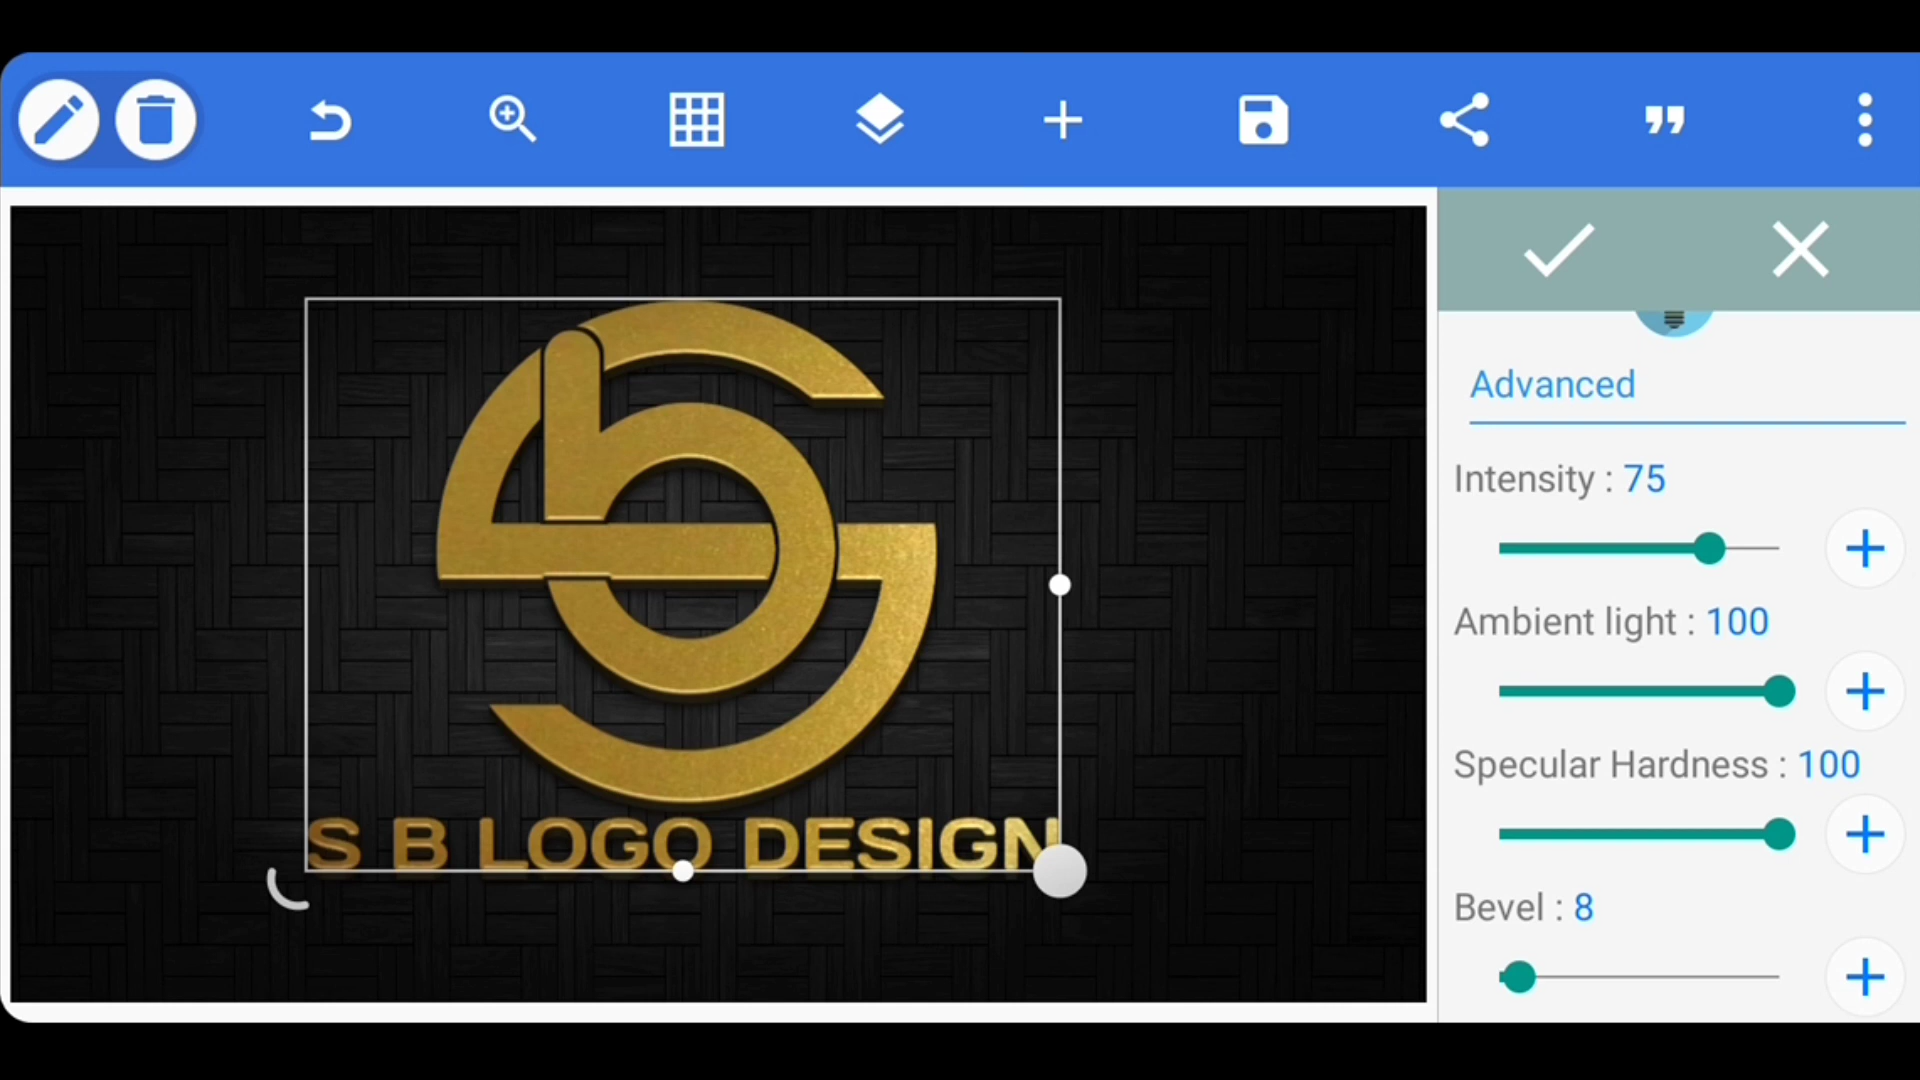 Advanced
Intensity : 75
Ambient light : 100
Specular Hardness : 100
Bevel : 8
S B LOGO DESIGN